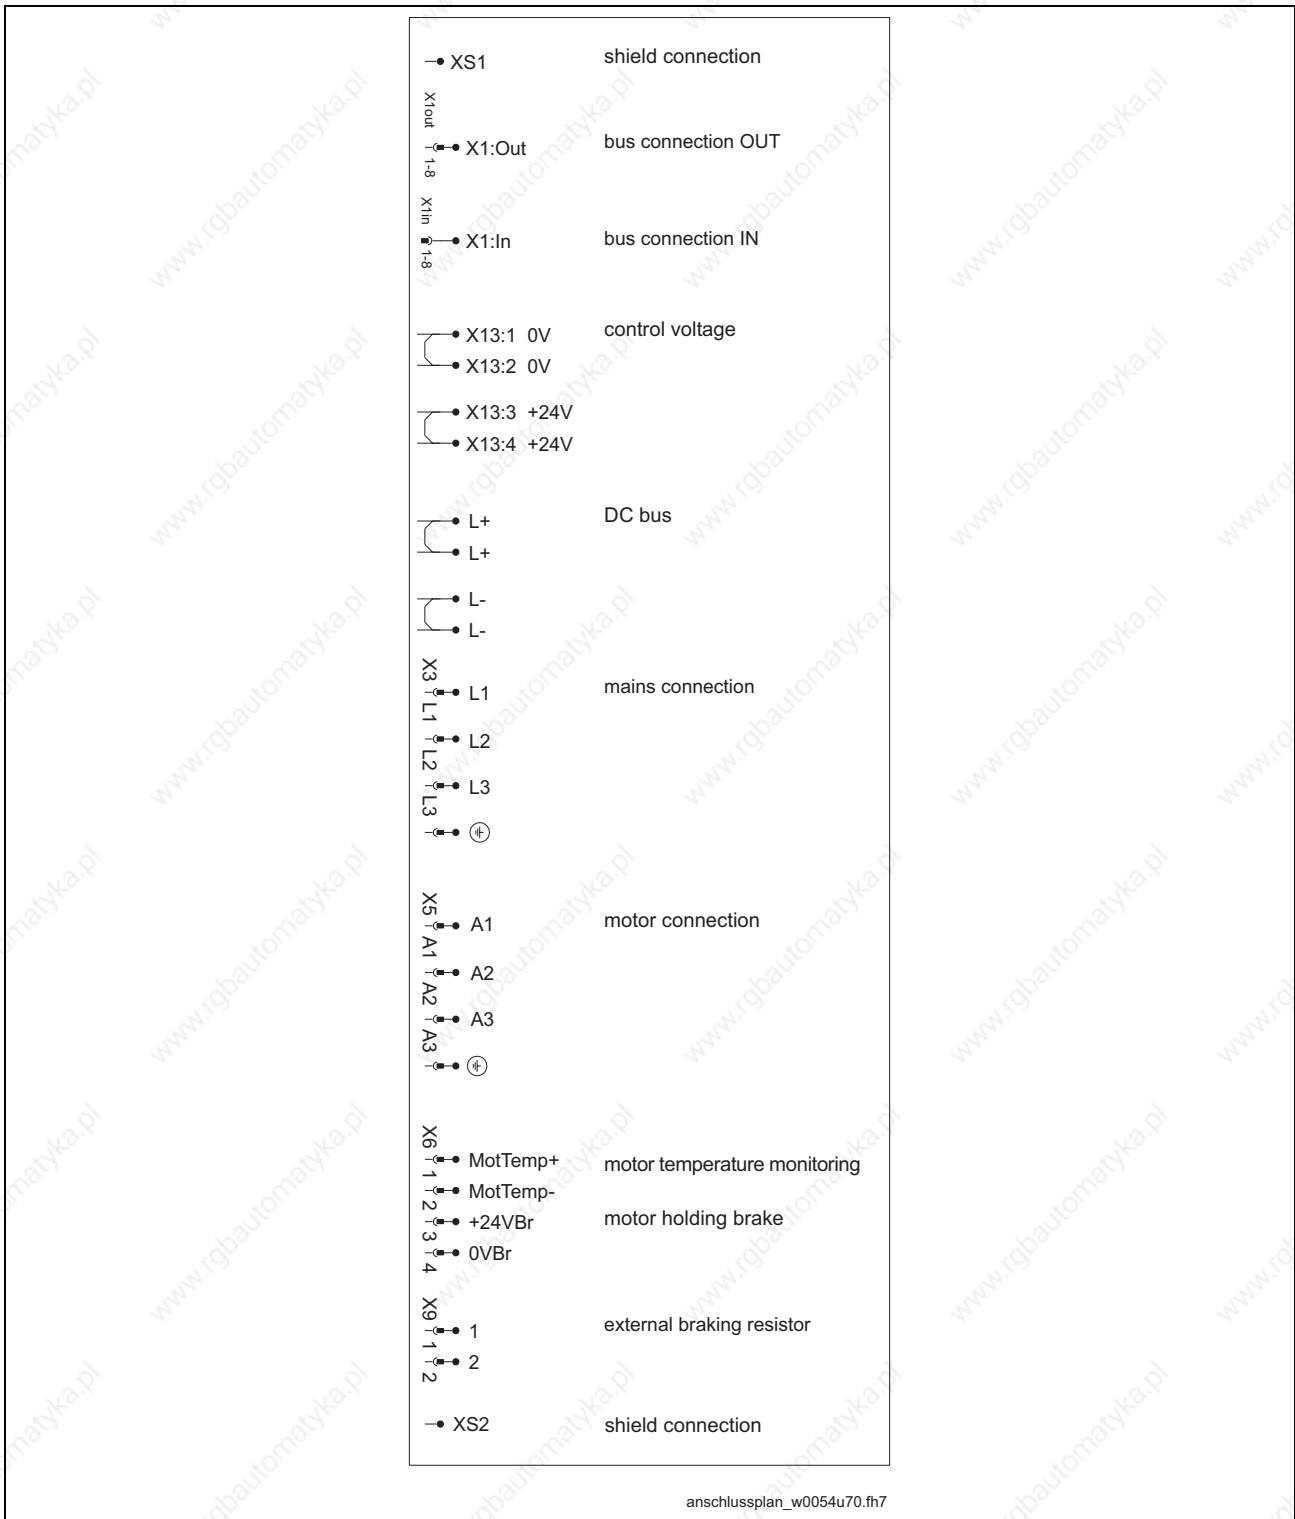 XS1 shield connection
X1out
X1:Out bus connection OUT
1-8
X1in
X1:In bus connection IN
1-8
X13:1 0V control voltage
X13:2 0V
X13:3 +24V
X13:4 +24V
L+ DC bus
L+
L-
L-
X3
L1 mains connection
L1
L2
L2
L3
L3
X5
A1 motor connection
A1
A2
A2
A3
A3
X6
MotTemp+ motor temperature monitoring
1
MotTemp-
2
+24VBr motor holding brake
3
0VBr
4
X9
1 external braking resistor
1
2
2
XS2 shield connection
anschlussplan_w0054u70.fh7
www.rgbautomatyka.pl